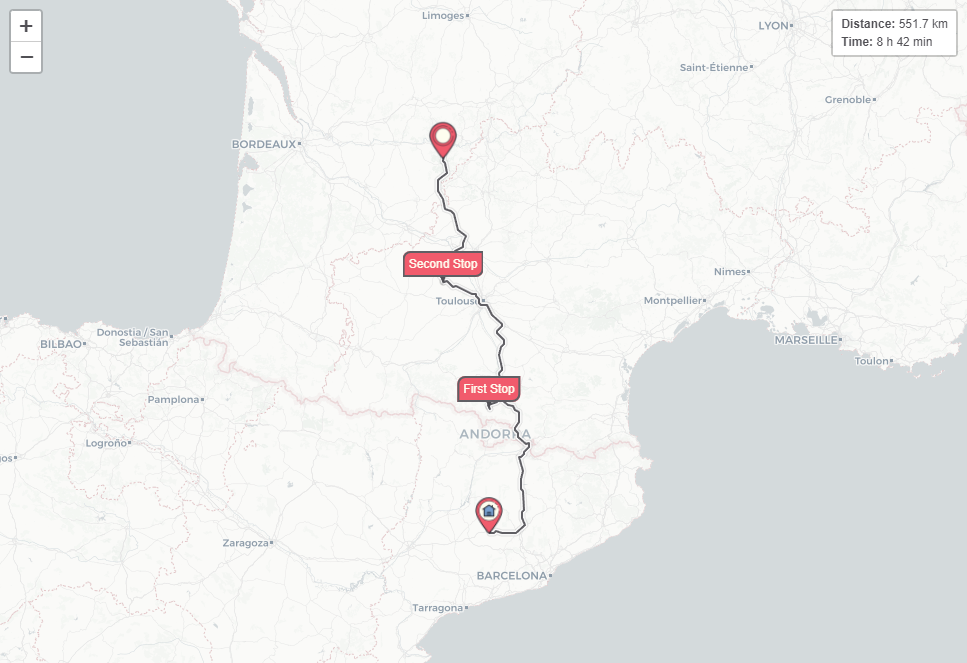 +
−
Distance: 551.7 km
Time: 8 h 42 min
Limoges
LYON
Saint-Étienne
Grenoble
BORDEAUX
Second Stop
Toulouse
Nimes
Montpellier
MARSEILLE
Toulon
Donostia / San
Sebastián
BILBAO
First Stop
Pamplona
ANDORRA
Logroño
os
Zaragoza
BARCELONA
Tarragona